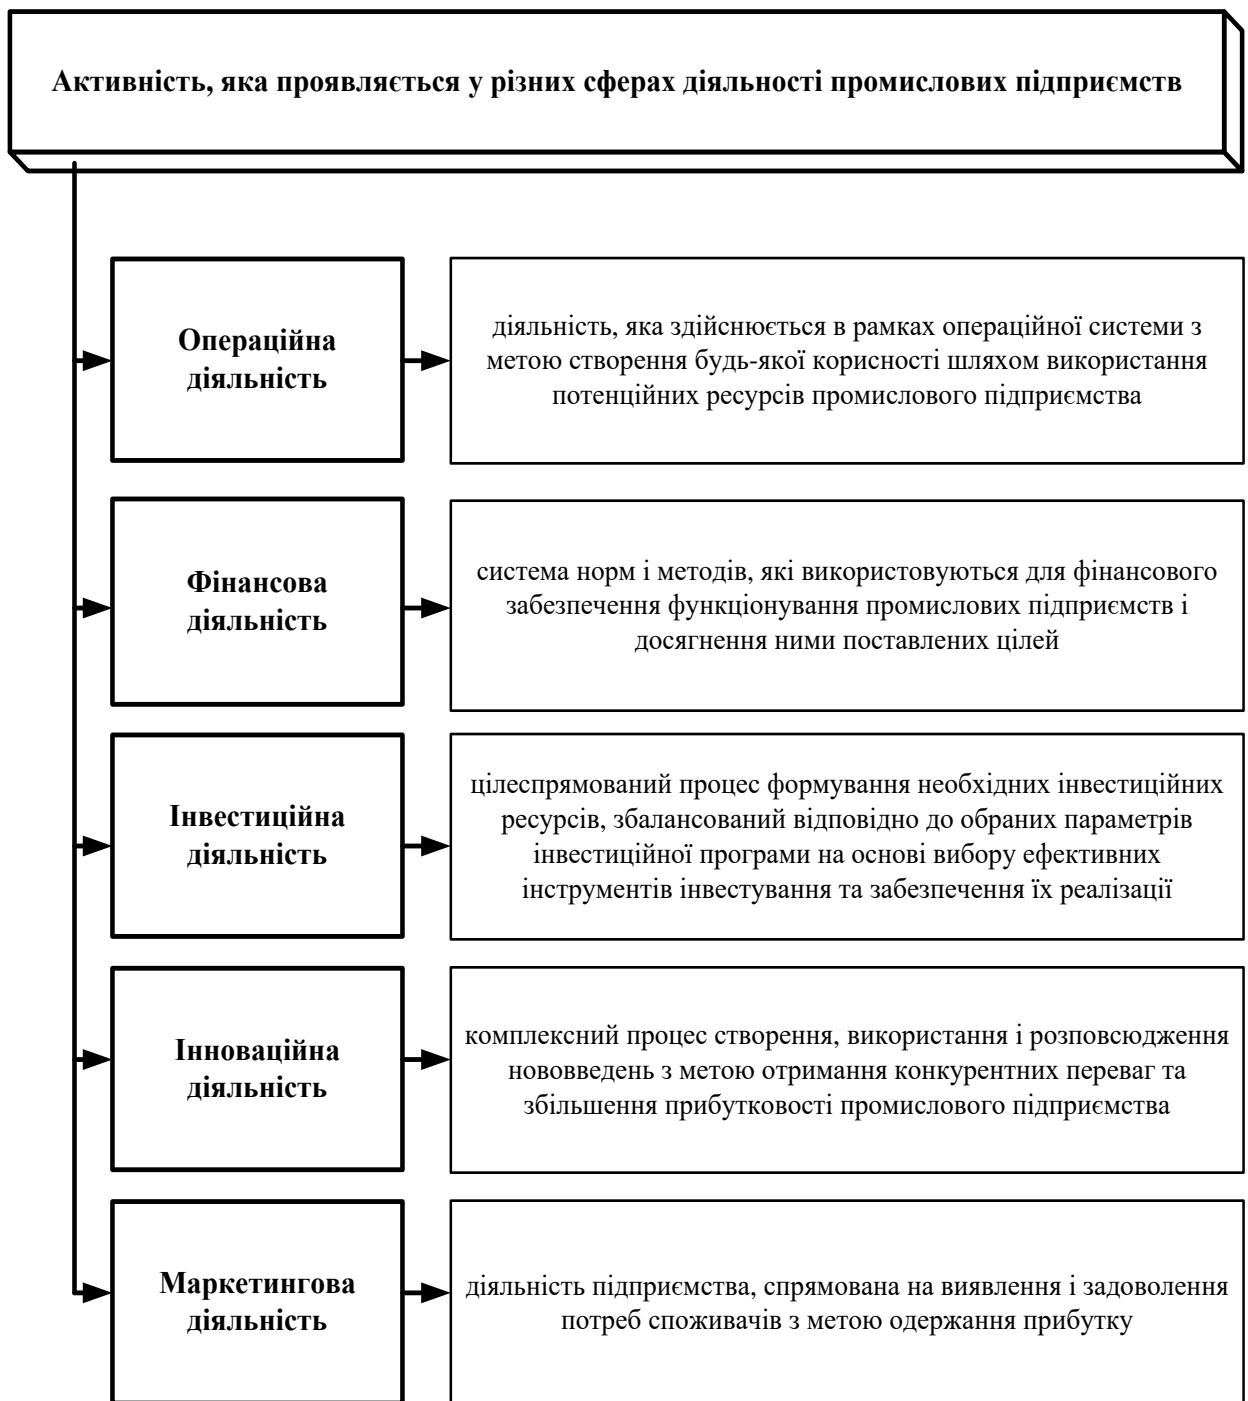 Активність, яка проявляється у різних сферах діяльності промислових підприємств
Операційна
діяльність
діяльність, яка здійснюється в рамках операційної системи з
метою створення будь-якої корисності шляхом використання
потенційних ресурсів промислового підприємства
Фінансова
діяльність
система норм і методів, які використовуються для фінансового
забезпечення функціонування промислових підприємств і
досягнення ними поставлених цілей
Інвестиційна
діяльність
цілеспрямований процес формування необхідних інвестиційних
ресурсів, збалансований відповідно до обраних параметрів
інвестиційної програми на основі вибору ефективних
інструментів інвестування та забезпечення їх реалізації
Інноваційна
діяльність
комплексний процес створення, використання і розповсюдження
нововведень з метою отримання конкурентних переваг та
збільшення прибутковості промислового підприємства
Маркетингова
діяльність
діяльність підприємства, спрямована на виявлення і задоволення
потреб споживачів з метою одержання прибутку